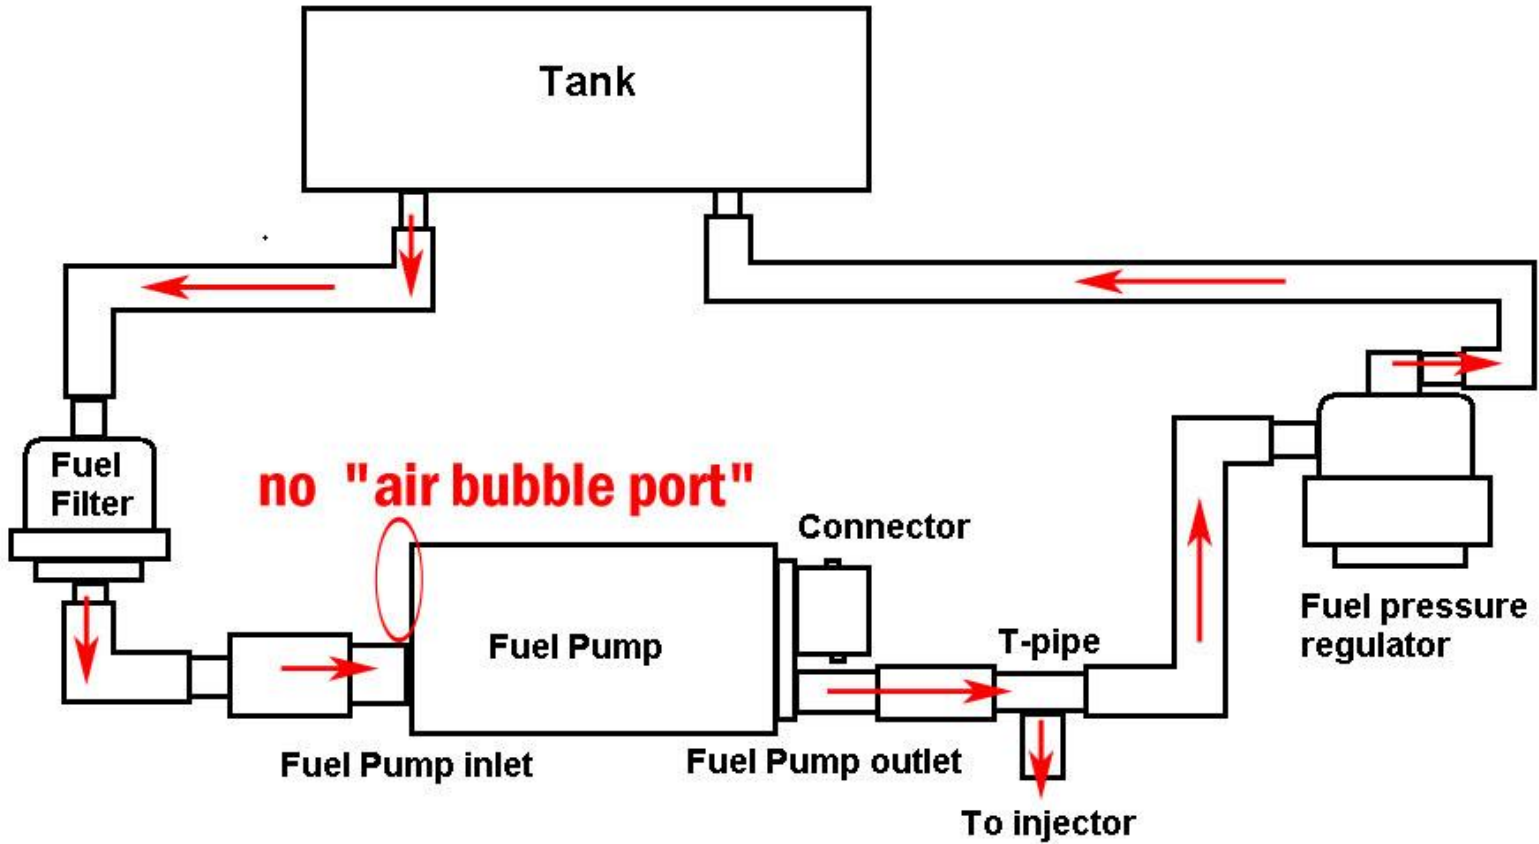 Tank
Fuel
Filter
no "air bubble port"
Connector
Fuel Pump
T-pipe
Fuel pressure
regulator
Fuel Pump inlet
Fuel Pump outlet
To injector